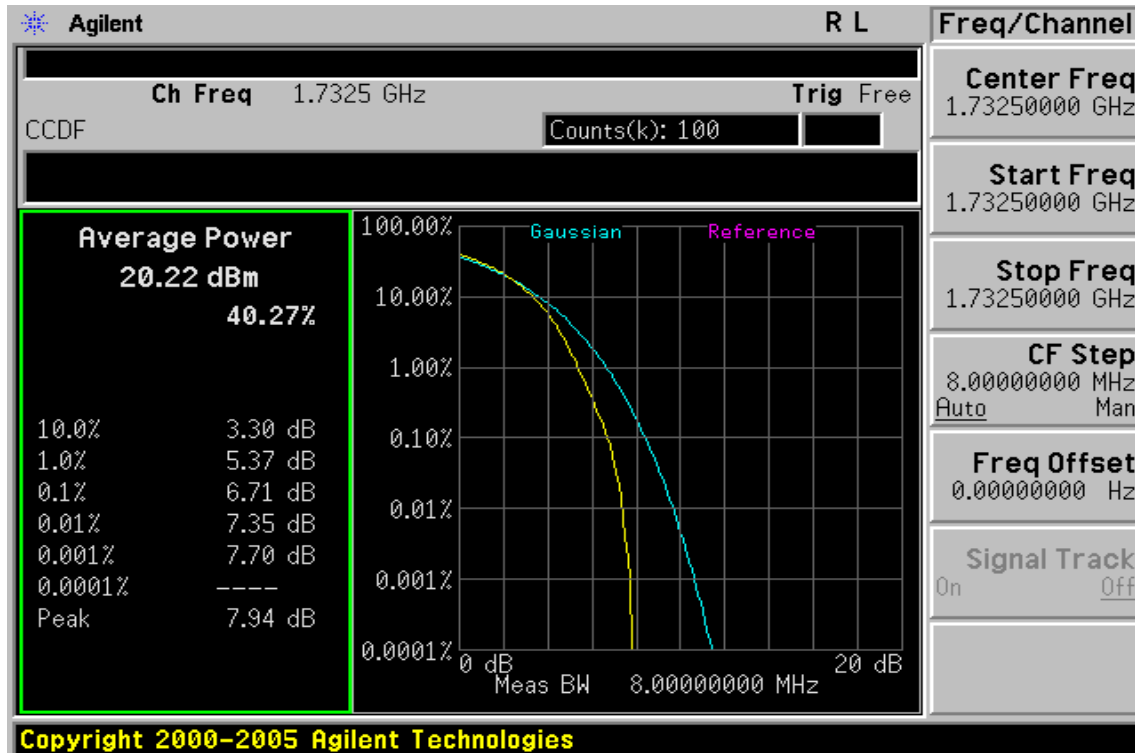 Agilent R L Freq/Channel
Ch Freq 1.7325 GHz Trig Free
CCDF Counts(k): 100
Average Power
20.22 dBm
40.27%
10.0% 3.30 dB
1.0% 5.37 dB
0.1% 6.71 dB
0.01% 7.35 dB
0.001% 7.70 dB
0.0001% ----
Peak 7.94 dB
Gaussian Reference
100.00%
10.00%
1.00%
0.10%
0.01%
0.001%
0.0001%
0 dB 20 dB
Meas BW 8.00000000 MHz
Center Freq
1.73250000 GHz
Start Freq
1.73250000 GHz
Stop Freq
1.73250000 GHz
CF Step
8.00000000 MHz
Auto Man
Freq Offset
0.00000000 Hz
Signal Track
On Off
Copyright 2000-2005 Agilent Technologies